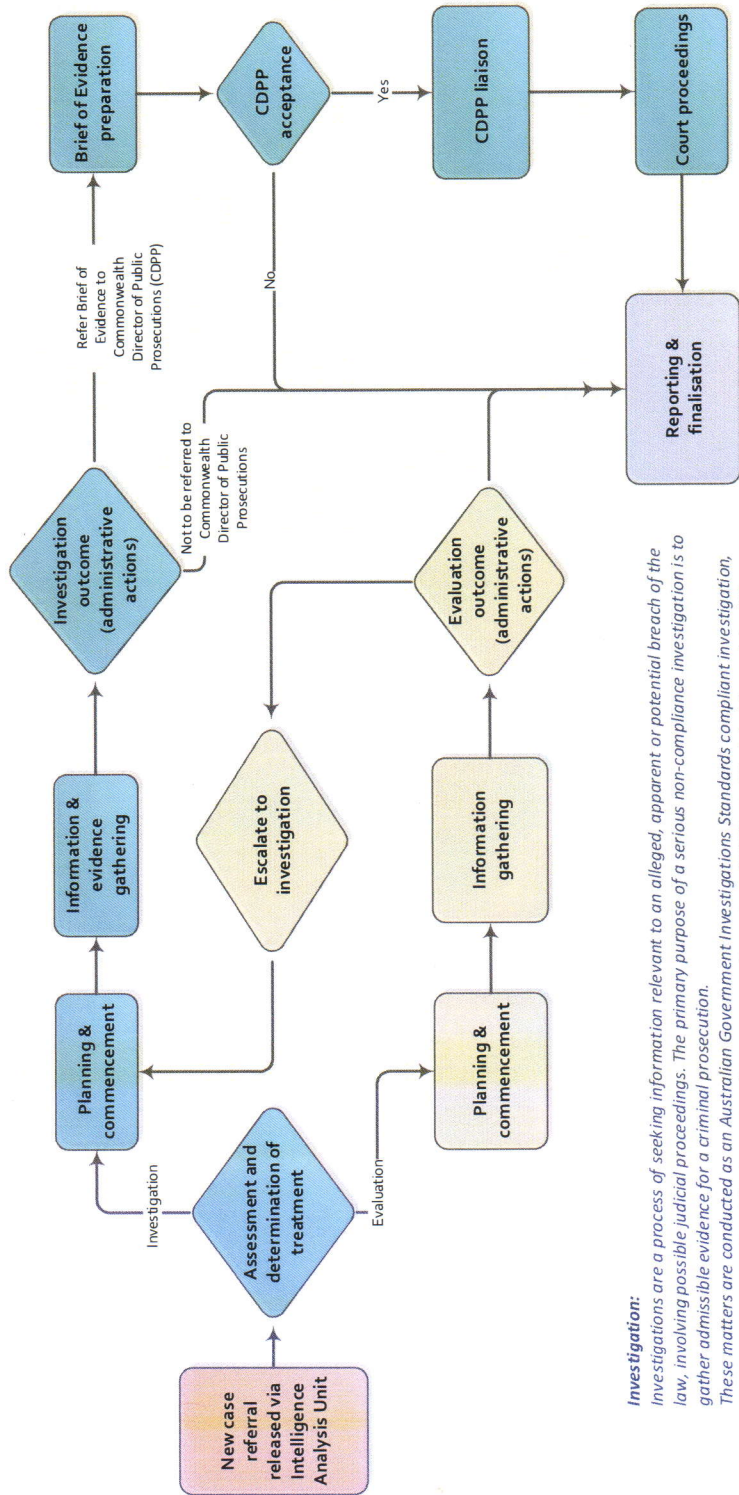 New case
referral
released via
Intelligence
Analysis Unit
Assessment and
determination of
treatment
Investigation
Evaluation
Planning &
commencement
Information &
evidence
gathering
Investigation
outcome
(administrative
actions)
Refer Brief of
Evidence to
Commonwealth
Director of Public
Prosecutions (CDPP)
Not to be referred to
Commonwealth
Director of Public
Prosecutions
Brief of Evidence
preparation
CDPP
acceptance
No
Yes
CDPP liaison
Court proceedings
Escalate to
investigation
Planning &
commencement
Information
gathering
Evaluation
outcome
(administrative
actions)
Reporting &
finalisation
Investigation:
Investigations are a process of seeking information relevant to an alleged, apparent or potential breach of the
law, involving possible judicial proceedings. The primary purpose of a serious non-compliance investigation is to
gather admissible evidence for a criminal prosecution.
These matters are conducted as an Australian Government Investigations Standards compliant investigation,